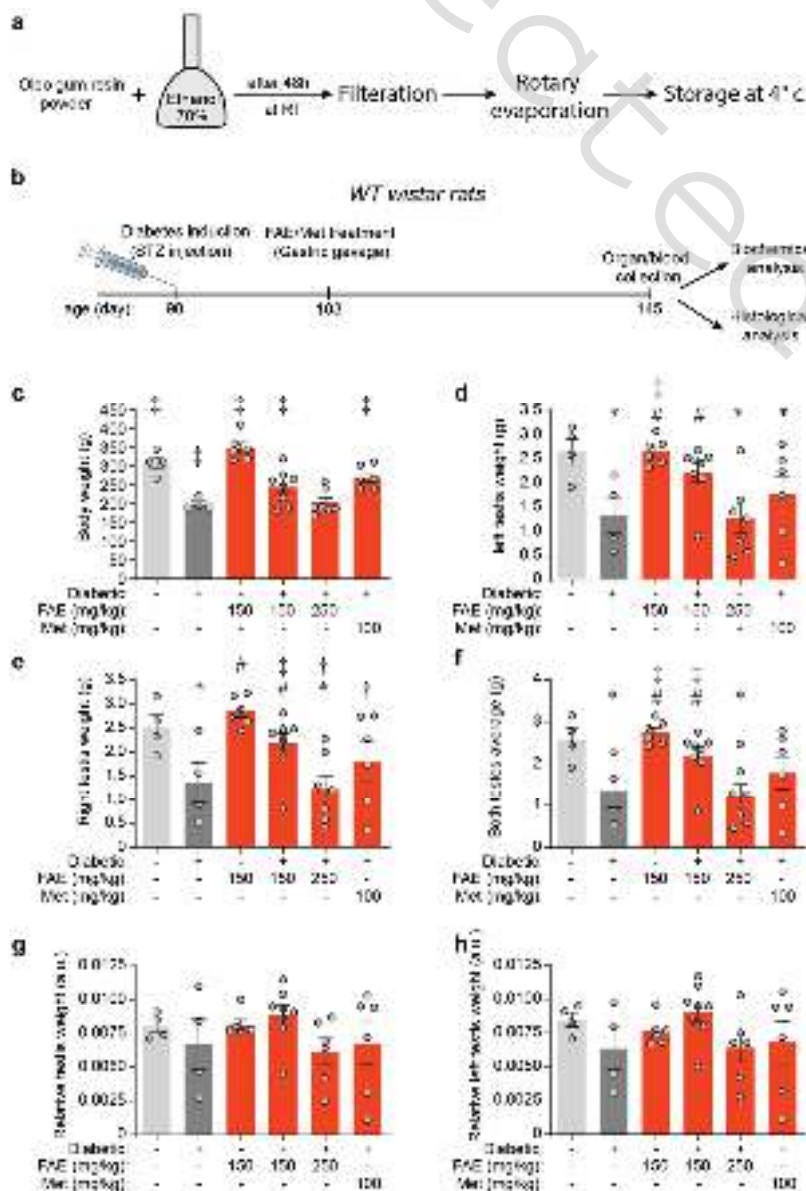 a
Oleo gum resin
powder
+
Ethanol
70%
after 48h
at RT
Filteration
Rotary
evaporation
Storage at 4°c
b
WT wistar rats
Diabetes induction
(STZ injection)
FAE/Met treatment
(Gastric gavage)
Organ/blood
collection
Biochemical
analysis
Histological
analysis
age (day)
90
103
145
c
Body weight (g)
450
400
350
300
250
200
150
100
50
0
Diabetic
- + - + + +
FAE (mg/kg):
- - 150 150 250 -
Met (mg/kg):
- - - - - 100
d
left testis weight (g)
3.5
3.0
2.5
2.0
1.5
1.0
0.5
0
Diabetic
- + - + + +
FAE (mg/kg):
- - 150 150 250 -
Met (mg/kg):
- - - - - 100
e
Right testis weight (g)
3.5
3.0
2.5
2.0
1.5
1.0
0.5
0
Diabetic
- + - + + +
FAE (mg/kg):
- - 150 150 250 -
Met (mg/kg):
- - - - - 100
f
Both testes average (g)
4
3
2
1
0
Diabetic
- + - + + +
FAE (mg/kg):
- - 150 150 250 -
Met (mg/kg):
- - - - - 100
g
Relative testis weight (a.u.)
0.0125
0.0100
0.0075
0.0050
0.0025
0
Diabetic
- + - + + +
FAE (mg/kg):
- - 150 150 250 -
Met (mg/kg):
- - - - - 100
h
Relative left testis weight (a.u.)
0.0125
0.0100
0.0075
0.0050
0.0025
0
Diabetic
- + - + + +
FAE (mg/kg):
- - 150 150 250 -
Met (mg/kg):
- - - - - 100